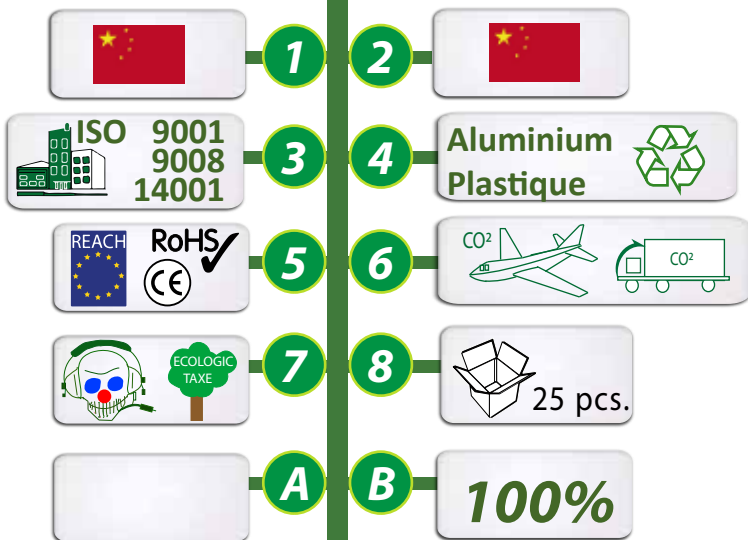 1
2
ISO 9001
9008
14001
3
4
Aluminium
Plastique
REACH
RoHS
CE
5
6
CO²
CO²
ECOLOGIC
TAXE
7
8
25 pcs.
A
B
100%